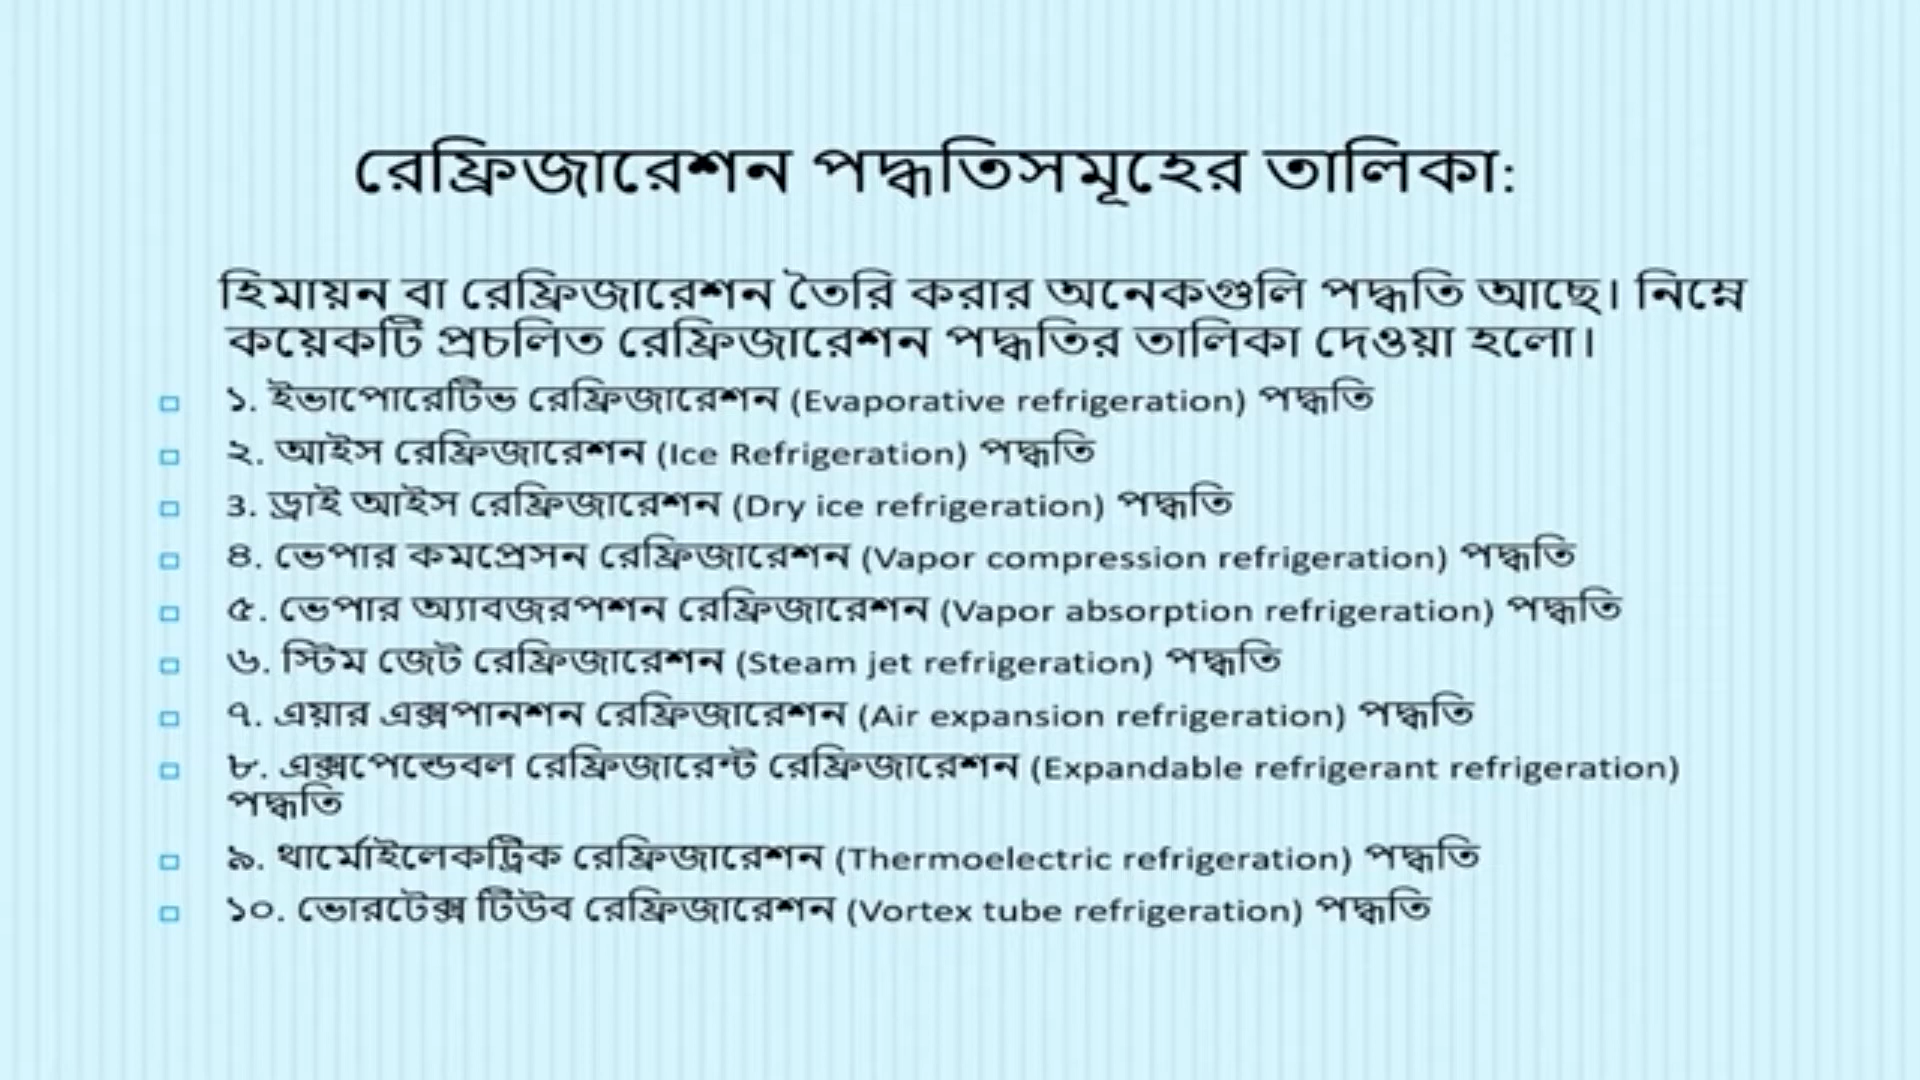 রেফ্রিজারেশন পদ্ধতিসমূহের তালিকা:
হিমায়ন বা রেফ্রিজারেশন তৈরি করার অনেকগুলি পদ্ধতি আছে। নিম্নে
কয়েকটি প্রচলিত রেফ্রিজারেশন পদ্ধতির তালিকা দেওয়া হলো।
১. ইভাপোরেটিভ রেফ্রিজারেশন (Evaporative refrigeration) পদ্ধতি
২. আইস রেফ্রিজারেশন (Ice Refrigeration) পদ্ধতি
3. ড্রাই আইস রেফ্রিজারেশন (Dry ice refrigeration) পদ্ধতি
৪. ভেপার কমপ্রেসন রেফ্রিজারেশন (Vapor compression refrigeration) পদ্ধতি
৫. ভেপার অ্যাবজরপশন রেফ্রিজারেশন (Vapor absorption refrigeration) পদ্ধতি
৬. স্টিম জেট রেফ্রিজারেশন (Steam jet refrigeration) পদ্ধতি
৭. এয়ার এক্সপানশন রেফ্রিজারেশন (Air expansion refrigeration) পদ্ধতি
৮. এক্সপেন্ডেবল রেফ্রিজারেন্ট রেফ্রিজারেশন (Expandable refrigerant refrigeration)
পদ্ধতি
৯. থার্মোইলেকট্রিক রেফ্রিজারেশন (Thermoelectric refrigeration) পদ্ধতি
১০. ভোরটেক্স টিউব রেফ্রিজারেশন (Vortex tube refrigeration) পদ্ধতি